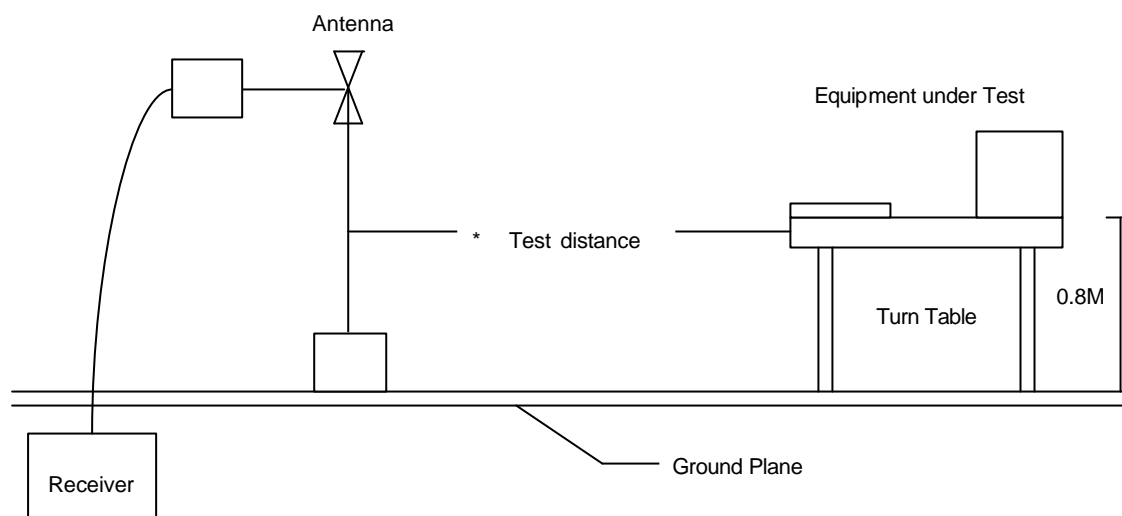 Antenna
Equipment under Test
* Test distance
0.8M
Turn Table
Ground Plane
Receiver